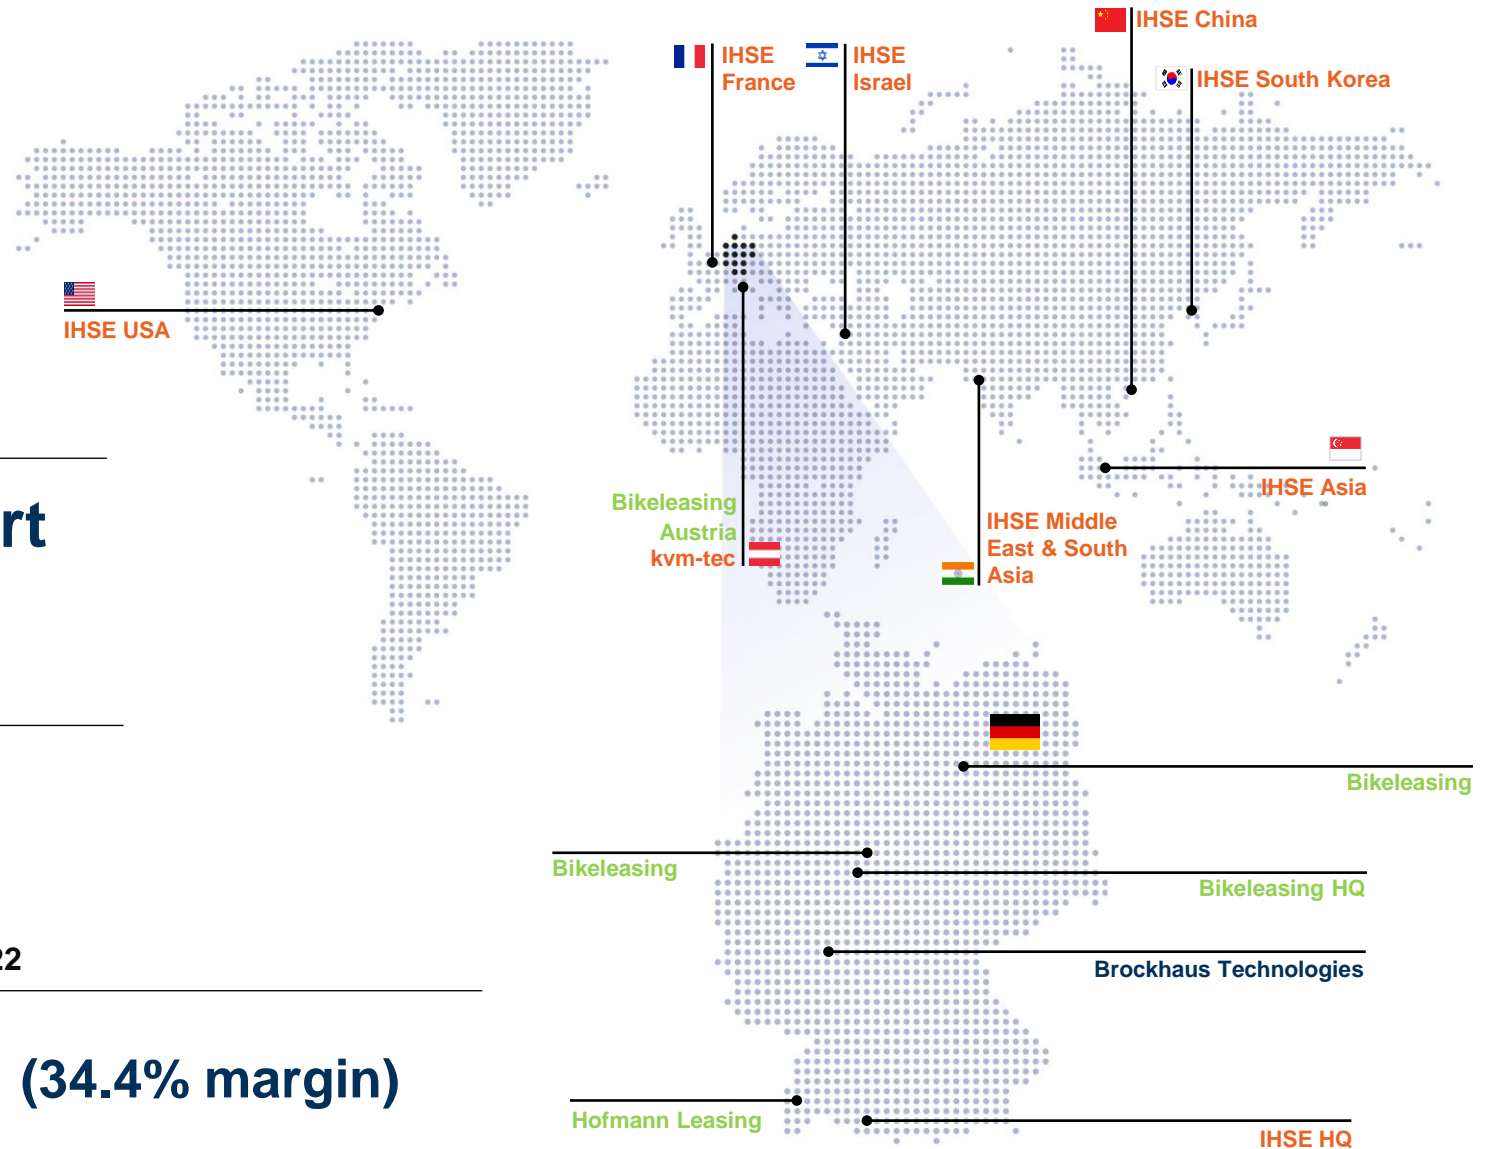 IHSE China
IHSE
France
IHSE
Israel
IHSE South Korea
IHSE USA
IHSE Asia
rt
Bikeleasing
Austria
kvm-tec
IHSE Middle
East & South
Asia
Bikeleasing
Bikeleasing
Bikeleasing HQ
22
Brockhaus Technologies
(34.4% margin)
Hofmann Leasing
IHSE HQ